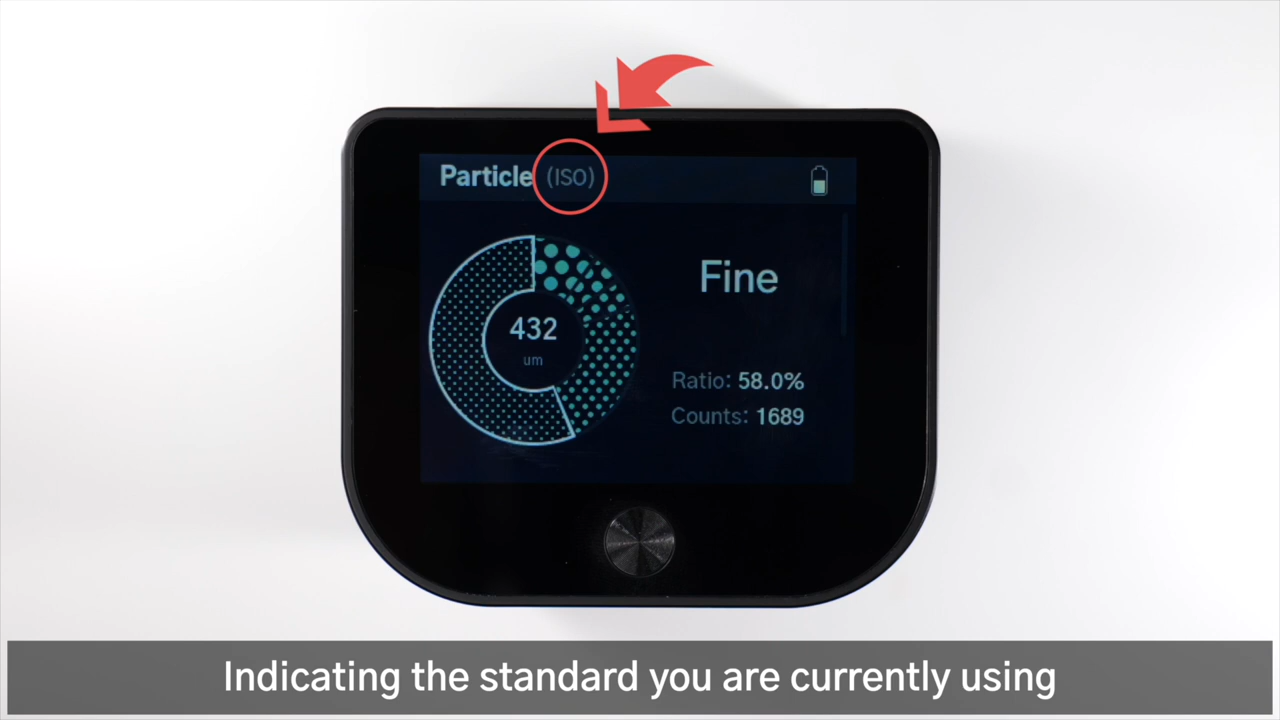 Particle (ISO)
432
um
Fine
Ratio: 58.0%
Counts: 1689
Indicating the standard you are currently using